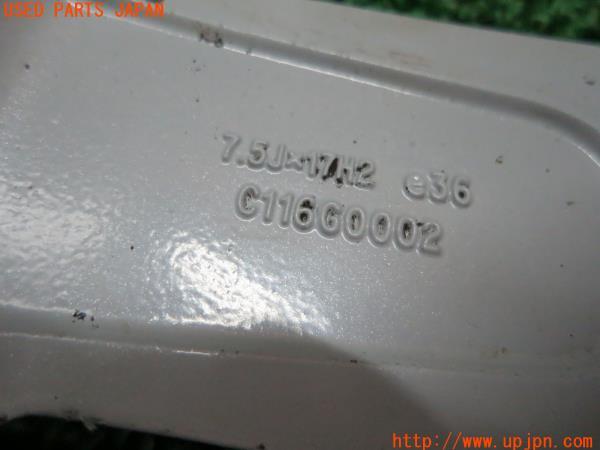 USED PARTS JAPAN
7.5J×17H2 e36
C116G0002
http://www.upjpn.com/